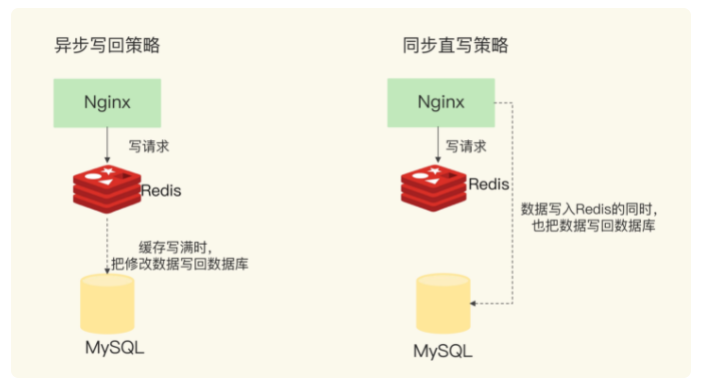 异步写回策略
Nginx
写请求
Redis
缓存写满时，
把修改数据写回数据库
MySQL
同步直写策略
Nginx
写请求
Redis
数据写入Redis的同时，
也把数据写回数据库
MySQL